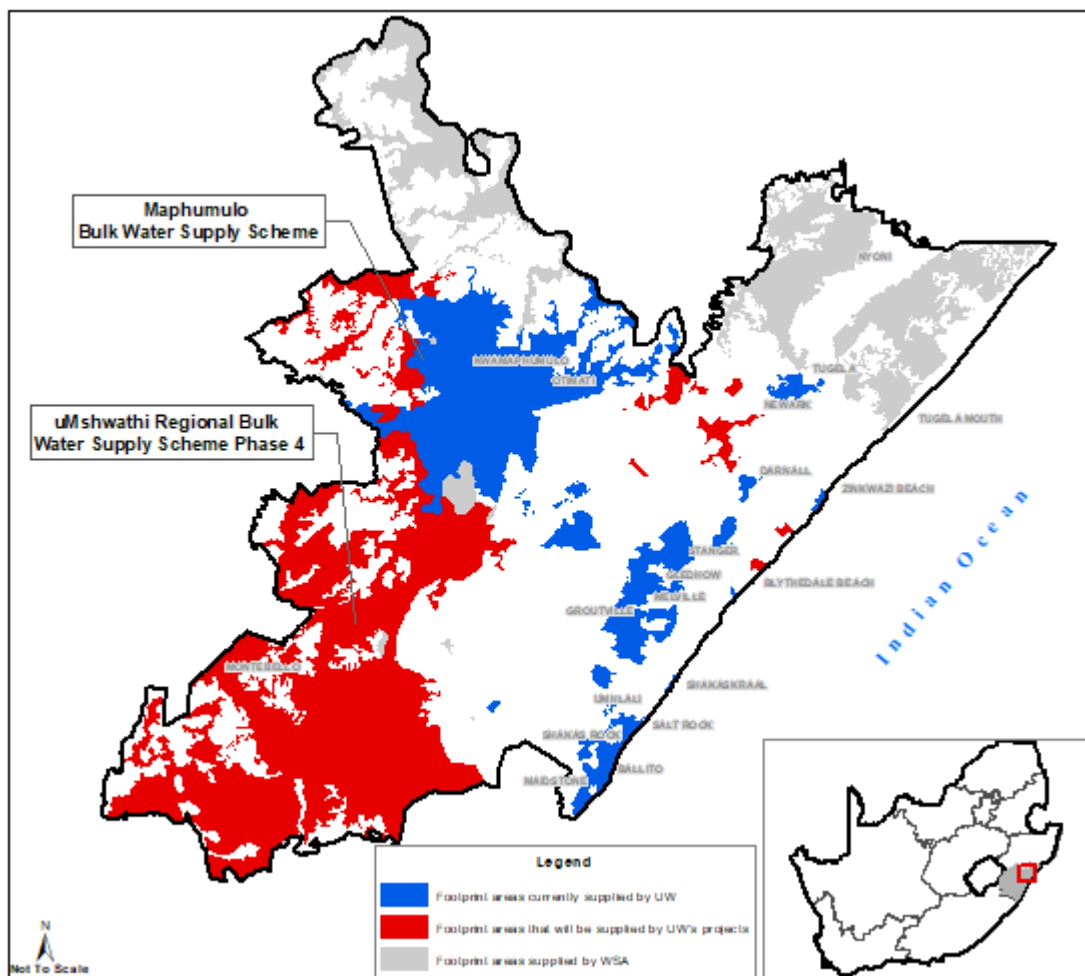 Maphumulo
Bulk Water Supply Scheme
NYONI
KWAMAPHUMULO
OTIMATI
TUGELA
NEWARK
TUGELA MOUTH
uMshwathi Regional Bulk
Water Supply Scheme Phase 4
DARNALL
ZINKWAZI BEACH
STANGER
GLEDHOW
BLYTHEDALE BEACH
MELVILLE
GROUTVILLE
Indian Ocean
MONTEBELLO
SHAKASKRAAL
UMHLALI
SALT ROCK
SHAKAS ROCK
BALLITO
MAIDSTONE
Legend
Footprint areas currently supplied by UW
Footprint areas that will be supplied by UW's projects
Footprint areas supplied by WSA
N
Not To Scale